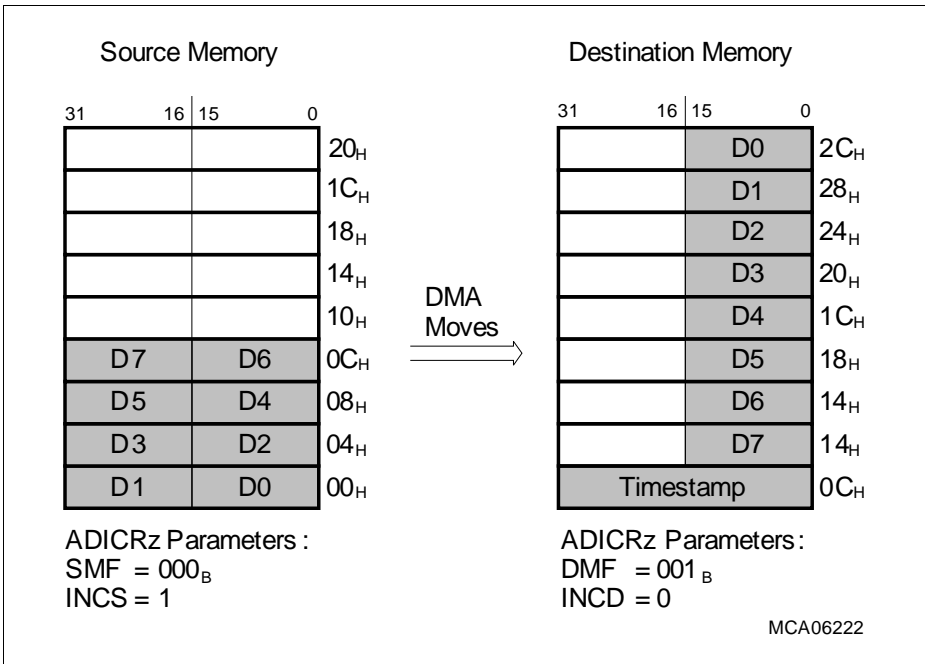 Source Memory
Destination Memory
31 16 15 0
31 16 15 0
20H
D0 2CH
1CH
D1 28H
18H
D2 24H
14H
D3 20H
10H
D4 1CH
DMA
Moves
D7 D6 0CH
D5 18H
D5 D4 08H
D6 14H
D3 D2 04H
D7 14H
D1 D0 00H
Timestamp 0CH
ADICRz Parameters :
SMF = 000B
INCS = 1
ADICRz Parameters :
DMF = 001 B
INCD = 0
MCA06222